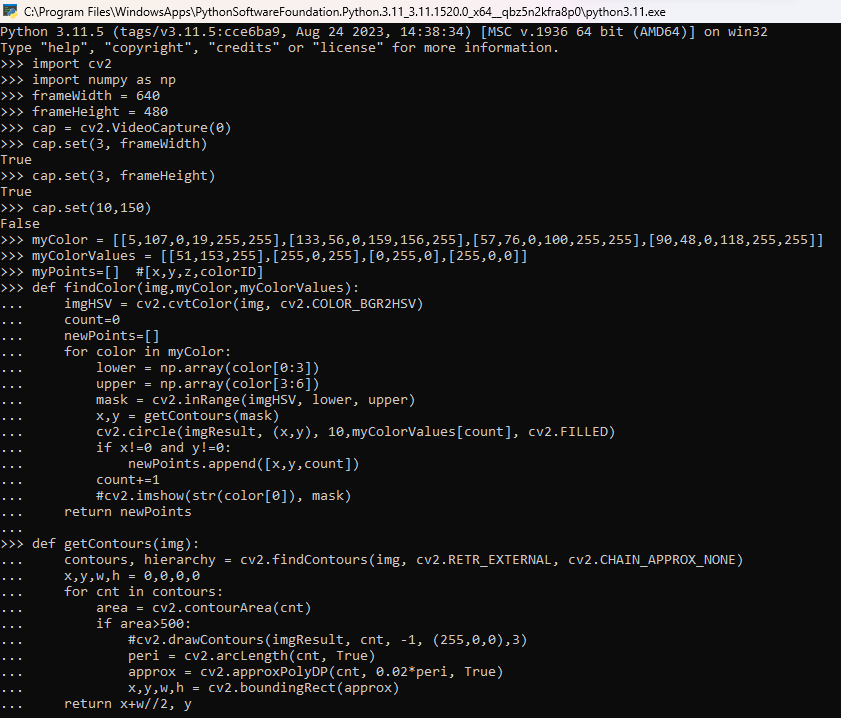 C:\Program Files\WindowsApps\PythonSoftwareFoundation.Python.3.11_3.11.1520.0_x64__qbz5n2kfra8p0\python3.11.exe
Python 3.11.5 (tags/v3.11.5:cce6ba9, Aug 24 2023, 14:38:34) [MSC v.1936 64 bit (AMD64)] on win32
Type "help", "copyright", "credits" or "license" for more information.
>>> import cv2
>>> import numpy as np
>>> frameWidth = 640
>>> frameHeight = 480
>>> cap = cv2.VideoCapture(0)
>>> cap.set(3, frameWidth)
True
>>> cap.set(3, frameHeight)
True
>>> cap.set(10,150)
False
>>> myColor = [[5,107,0,19,255,255],[133,56,0,159,156,255],[57,76,0,100,255,255],[90,48,0,118,255,255]]
>>> myColorValues = [[51,153,255],[255,0,255],[0,255,0],[255,0,0]]
>>> myPoints=[]  #[x,y,z,colorID]
>>> def findColor(img,myColor,myColorValues):
...     imgHSV = cv2.cvtColor(img, cv2.COLOR_BGR2HSV)
...     count=0
...     newPoints=[]
...     for color in myColor:
...         lower = np.array(color[0:3])
...         upper = np.array(color[3:6])
...         mask = cv2.inRange(imgHSV, lower, upper)
...         x,y = getContours(mask)
...         cv2.circle(imgResult, (x,y), 10,myColorValues[count], cv2.FILLED)
...         if x!=0 and y!=0:
...             newPoints.append([x,y,count])
...         count+=1
...         #cv2.imshow(str(color[0]), mask)
...     return newPoints
...
>>> def getContours(img):
...     contours, hierarchy = cv2.findContours(img, cv2.RETR_EXTERNAL, cv2.CHAIN_APPROX_NONE)
...     x,y,w,h = 0,0,0,0
...     for cnt in contours:
...         area = cv2.contourArea(cnt)
...         if area>500:
...             #cv2.drawContours(imgResult, cnt, -1, (255,0,0),3)
...             peri = cv2.arcLength(cnt, True)
...             approx = cv2.approxPolyDP(cnt, 0.02*peri, True)
...             x,y,w,h = cv2.boundingRect(approx)
...     return x+w//2, y